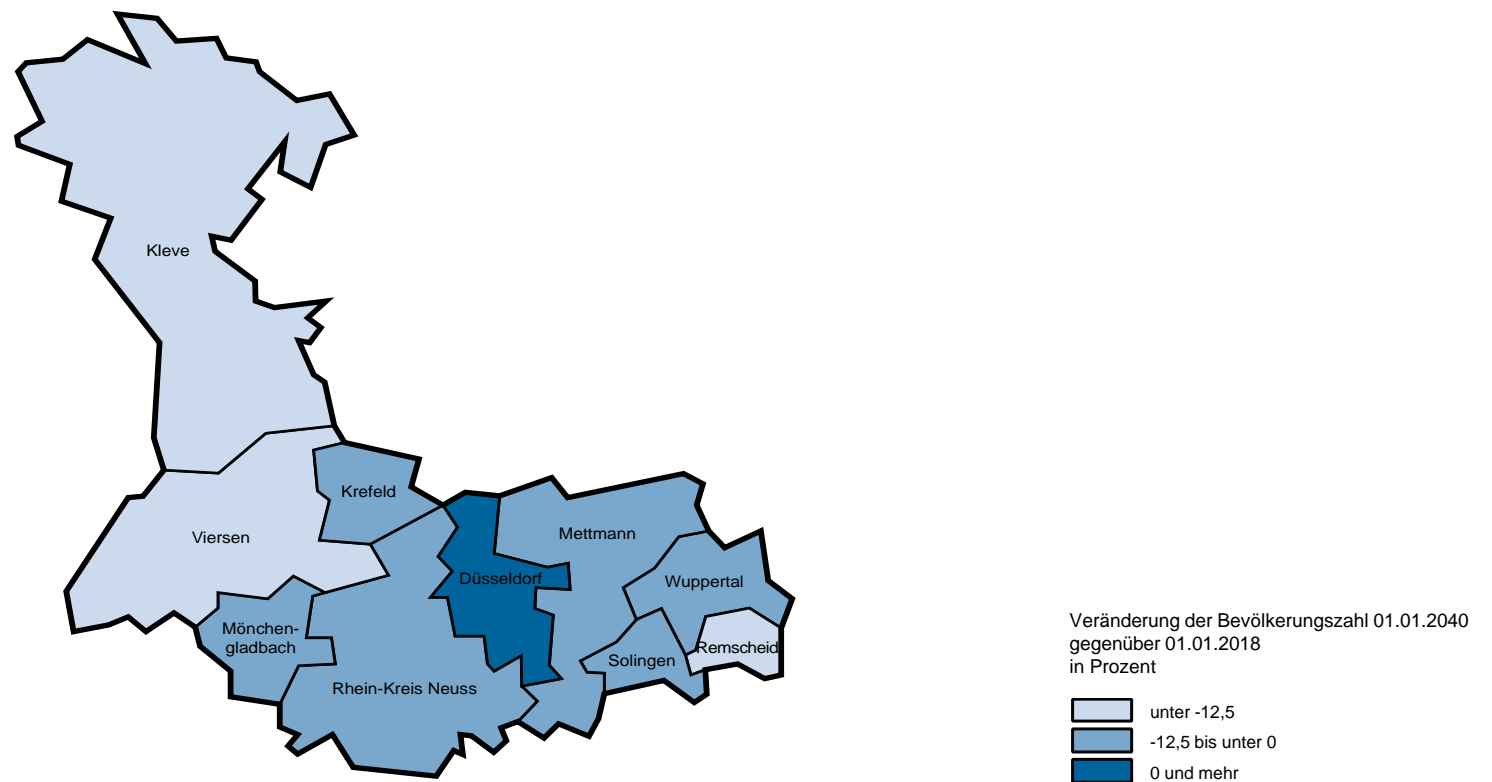 Kleve
Krefeld
Viersen
Mettmann
Düsseldorf
Wuppertal
Mönchen-
gladbach
Remscheid
Solingen
Rhein-Kreis Neuss
Veränderung der Bevölkerungszahl 01.01.2040
gegenüber 01.01.2018
in Prozent
unter -12,5
-12,5 bis unter 0
0 und mehr